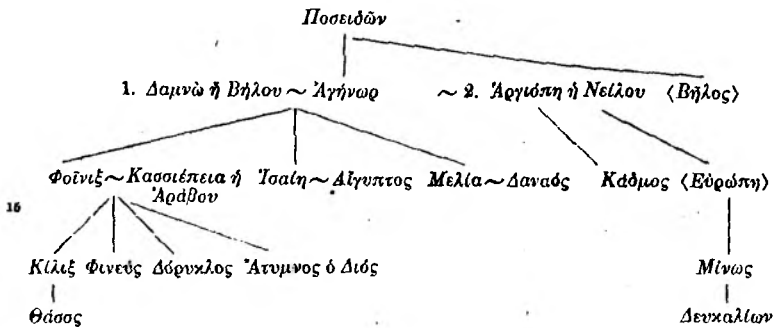 Ποσειδῶν
1. Δαμνὼ ἡ Βήλου ~ Ἀγήνωρ ~ 2. Ἀργιόπη ἡ Νείλου ⟨Βῆλος⟩
Φοῖνιξ ~ Κασσιέπεια ἡ Ἰσαίη ~ Αἴγυπτος Μελία ~ Δαναός Κάδμος ⟨Εὐρώπη⟩
Ἀράβου
15
Κίλιξ Φινεύς Δόρυκλος Ἄτυμνος ὁ Διός Μίνως
Θάσος Δευκαλίων